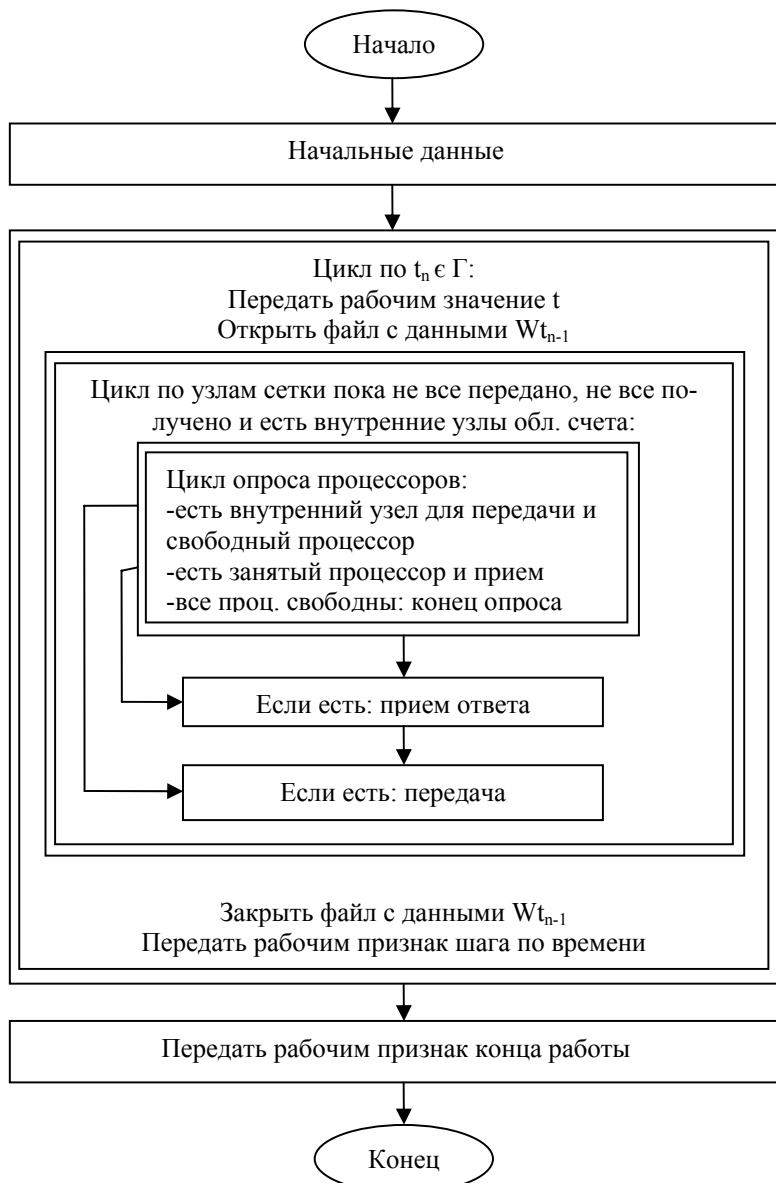 Начало
Начальные данные
Цикл по tₙ є Г:
Передать рабочим значение t
Открыть файл с данными Wtₙ₋₁
Цикл по узлам сетки пока не все передано, не все по-
лучено и есть внутренние узлы обл. счета:
Цикл опроса процессоров:
-есть внутренний узел для передачи и
свободный процессор
-есть занятый процессор и прием
-все проц. свободны: конец опроса
Если есть: прием ответа
Если есть: передача
Закрыть файл с данными Wtₙ₋₁
Передать рабочим признак шага по времени
Передать рабочим признак конца работы
Конец